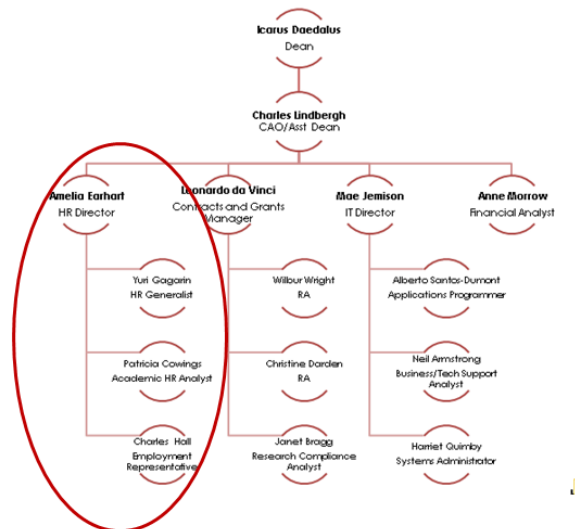 Icarus Daedalus
Dean
Charles Lindbergh
CAO/Asst Dean
Amelia Earhart
HR Director
Leonardo da Vinci
Contracts and Grants
Manager
Mae Jemison
IT Director
Anne Morrow
Financial Analyst
Yuri Gagarin
HR Generalist
Wilbur Wright
RA
Alberto Santos-Dumont
Applications Programmer
Patricia Cowings
Academic HR Analyst
Christine Darden
RA
Neil Armstrong
Business/Tech Support
Analyst
Charles Hall
Employment
Representative
Janet Bragg
Research Compliance
Analyst
Harriet Quimby
Systems Administrator